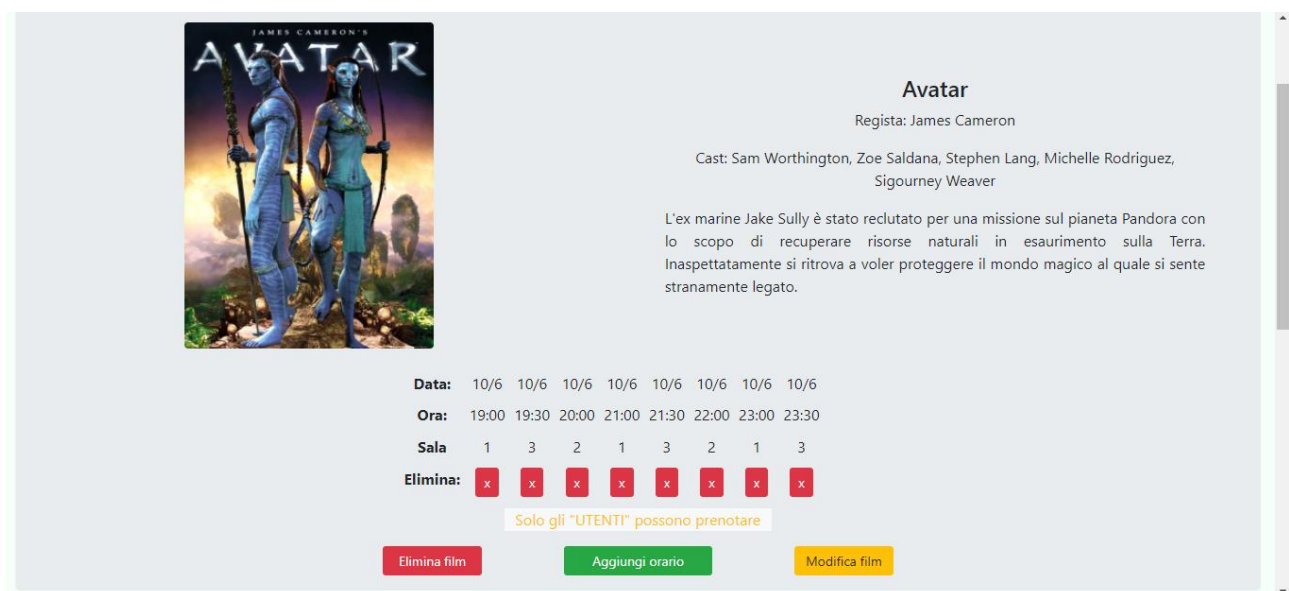 JAMES CAMERON'S
AVATAR
Avatar
Regista: James Cameron
Cast: Sam Worthington, Zoe Saldana, Stephen Lang, Michelle Rodriguez,
Sigourney Weaver
L'ex marine Jake Sully è stato reclutato per una missione sul pianeta Pandora con
lo scopo di recuperare risorse naturali in esaurimento sulla Terra.
Inaspettatamente si ritrova a voler proteggere il mondo magico al quale si sente
stranamente legato.
Data: 10/6 10/6 10/6 10/6 10/6 10/6 10/6 10/6
Ora: 19:00 19:30 20:00 21:00 21:30 22:00 23:00 23:30
Sala 1 3 2 1 3 2 1 3
Elimina: x x x x x x x x
Solo gli "UTENTI" possono prenotare
Elimina film Aggiungi orario Modifica film